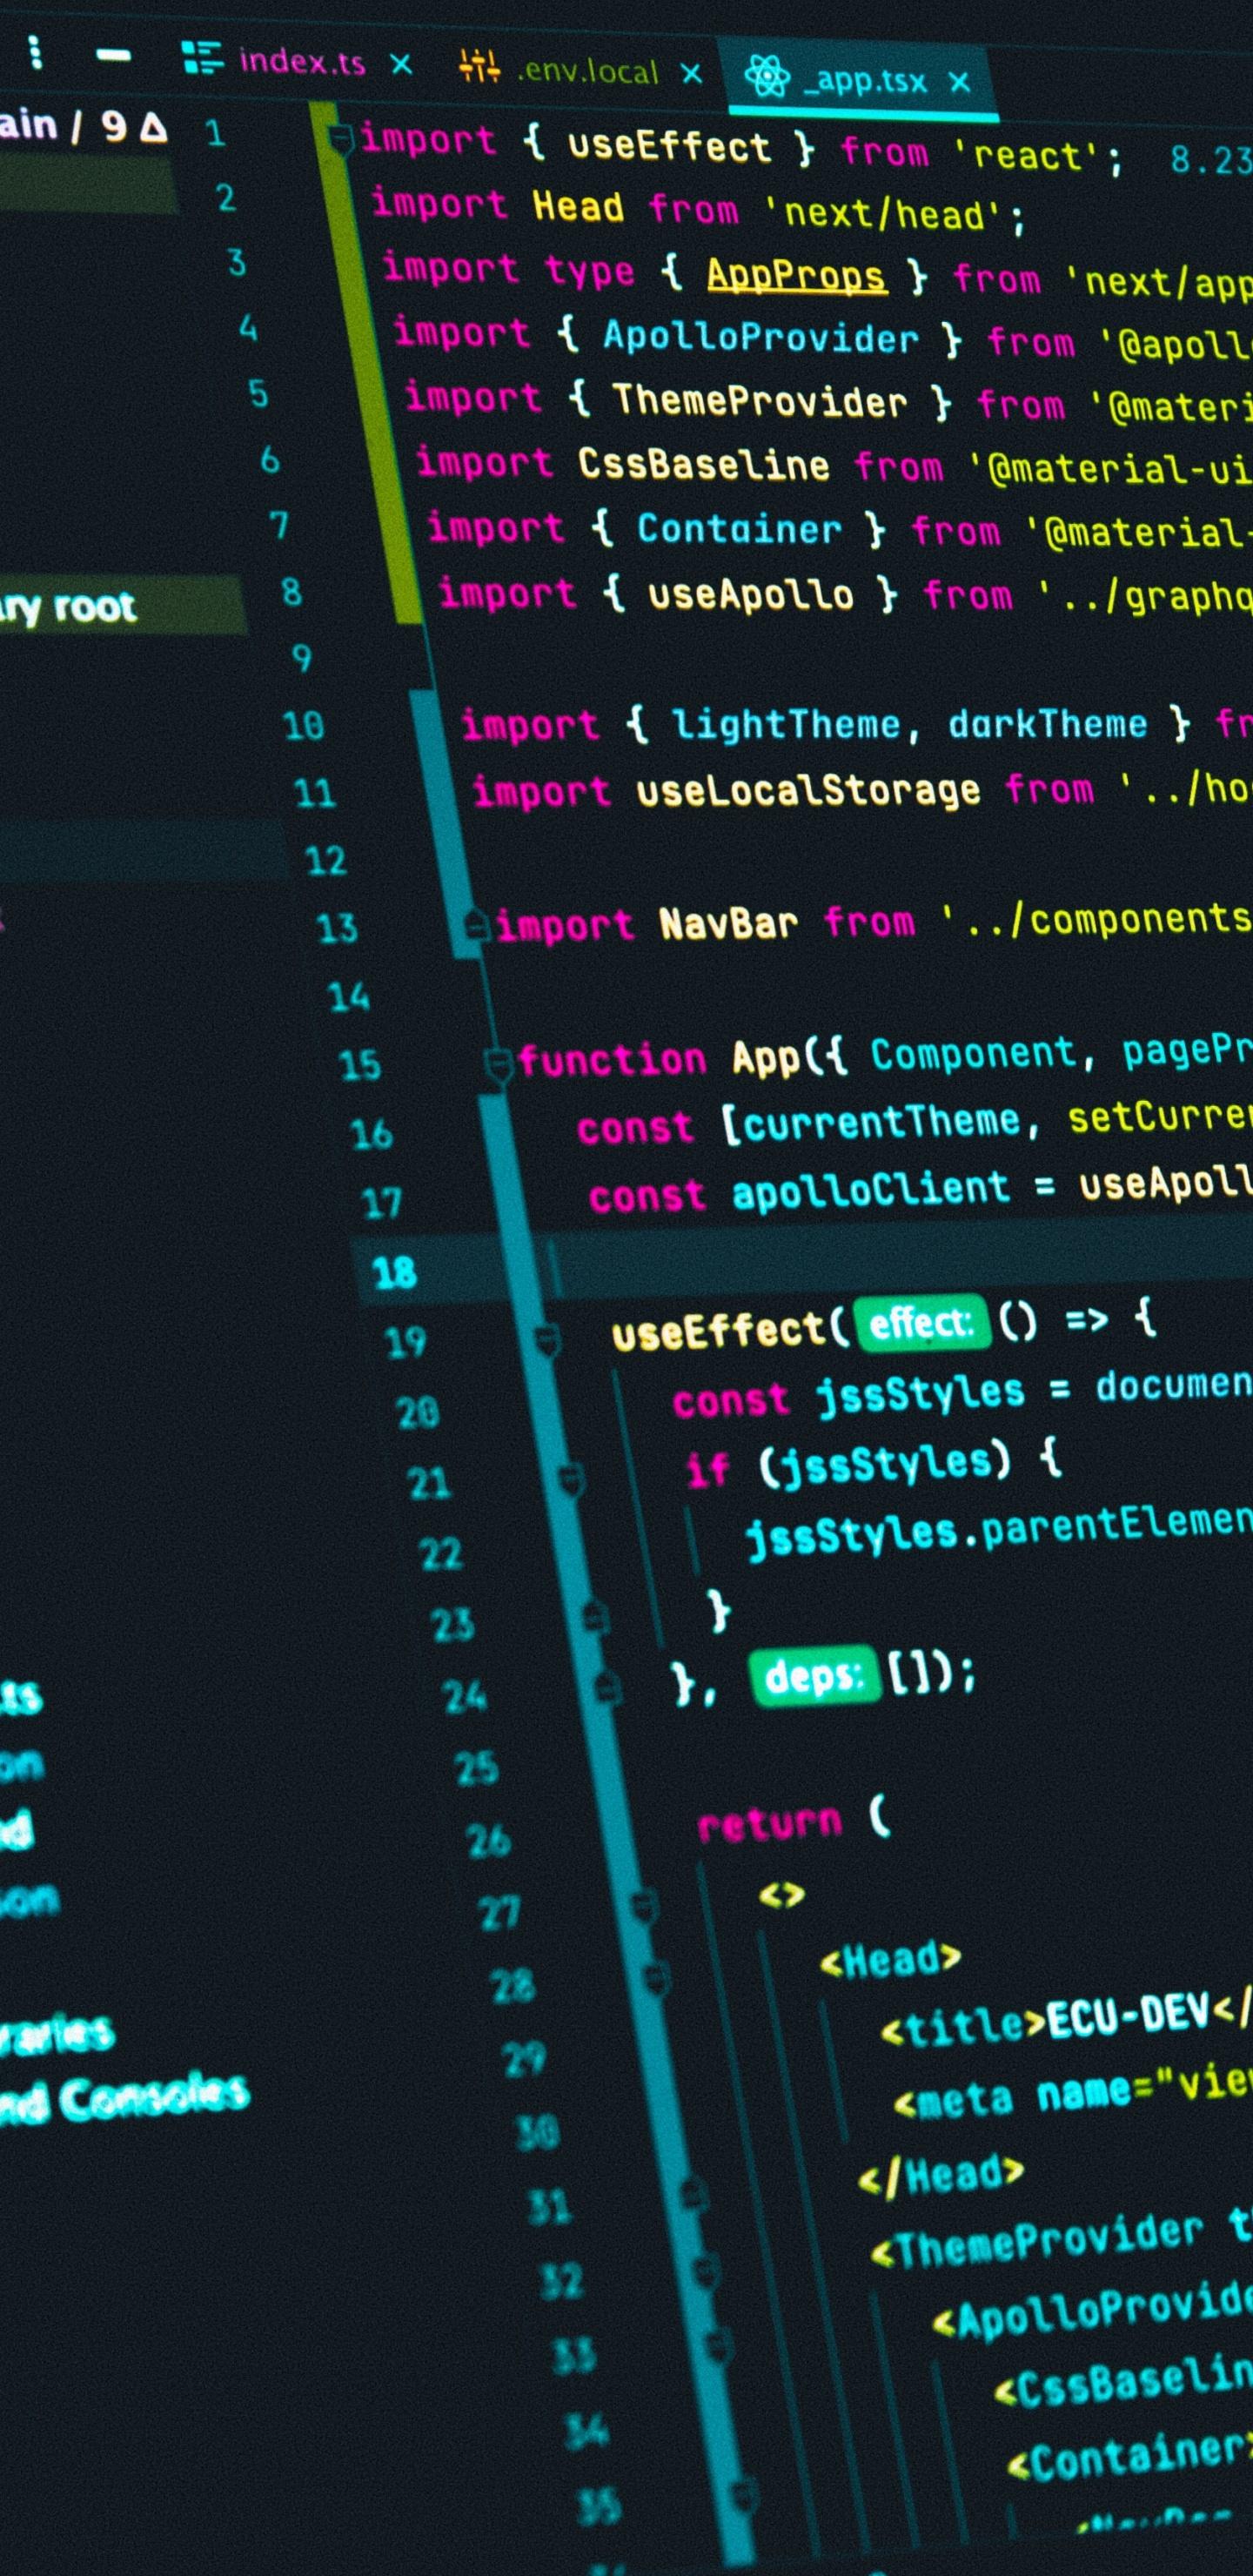 index.ts × .env.local × _app.tsx ×
ain / 9 Δ
ry root
ts
on
nd
son
raries
nd Consoles
1 import { useEffect } from 'react'; 8.23
2 import Head from 'next/head';
3 import type { AppProps } from 'next/app
4 import { ApolloProvider } from '@apoll
5 import { ThemeProvider } from '@materi
6 import CssBaseline from '@material-ui
7 import { Container } from '@material-
8 import { useApollo } from '../graphq
9
10 import { lightTheme, darkTheme } fr
11 import useLocalStorage from '../ho
12
13 import NavBar from '../components
14
15 function App({ Component, pagePr
16 const [currentTheme, setCurre
17 const apolloClient = useApoll
18
19 useEffect( effect: () => {
20 const jssStyles = documen
21 if (jssStyles) {
22 jssStyles.parentElemen
23 }
24 }, deps: []);
25
26 return (
27 <>
28 <Head>
29 <title>ECU-DEV</
30 <meta name="vie
31 </Head>
32 <ThemeProvider t
33 <ApolloProvide
34 <CssBaselin
35 <Container>